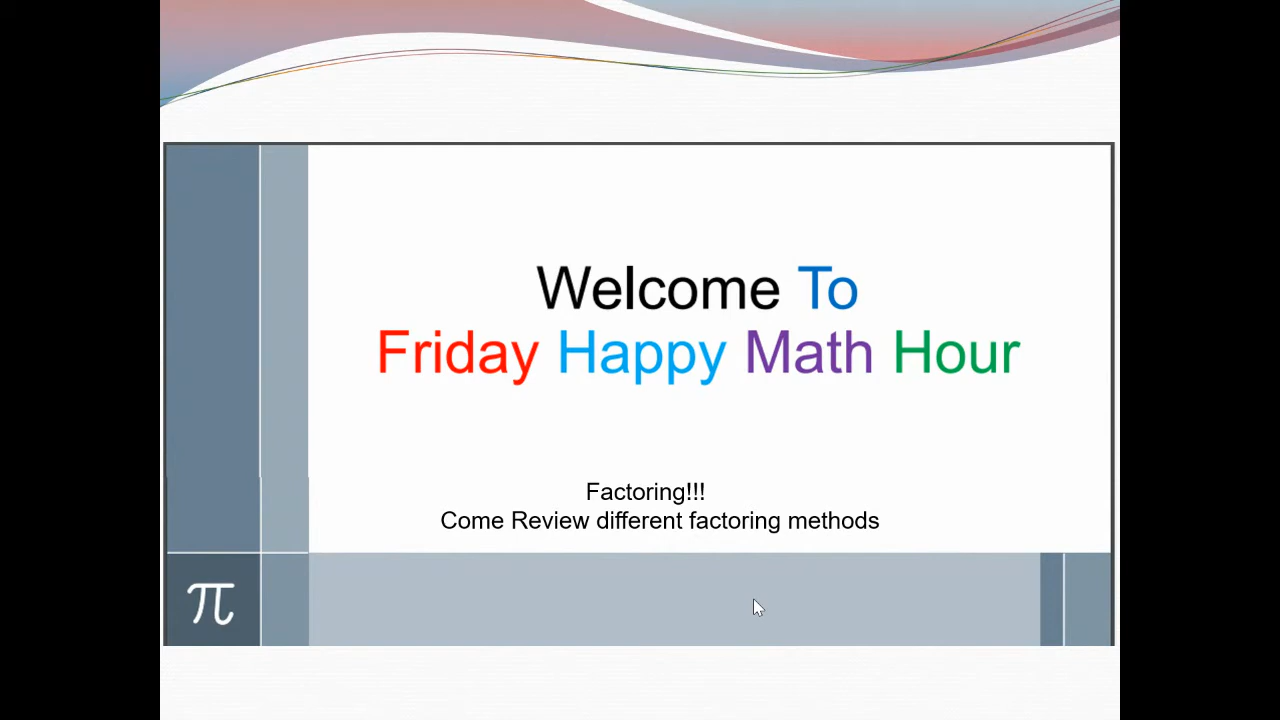 Welcome To
Friday Happy Math Hour
Factoring!!!
Come Review different factoring methods
π